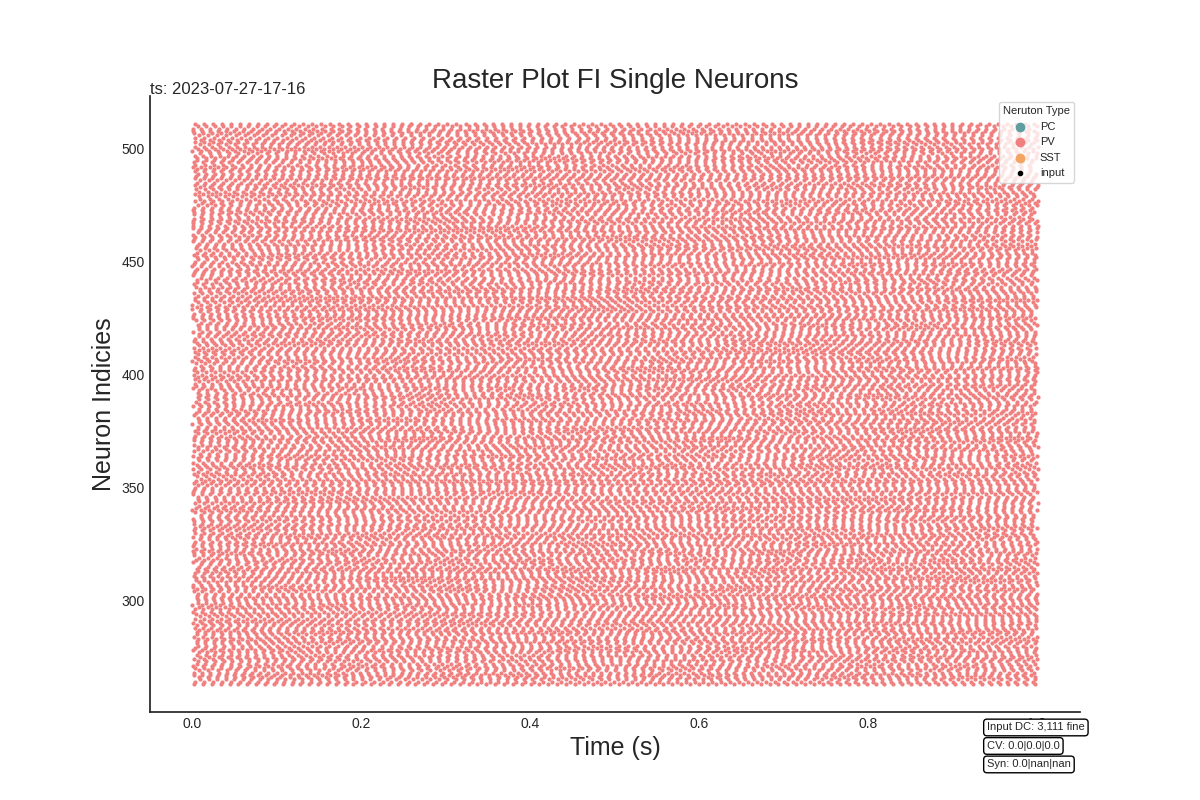 Raster Plot FI Single Neurons
ts: 2023-07-27-17-16
Neruton Type
PC
PV
SST
input
500
450
400
350
300
Neuron Indicies
0.0 0.2 0.4 0.6 0.8
Time (s)
Input DC: 3,111 fine
CV: 0.0|0.0|0.0
Syn: 0.0|nan|nan